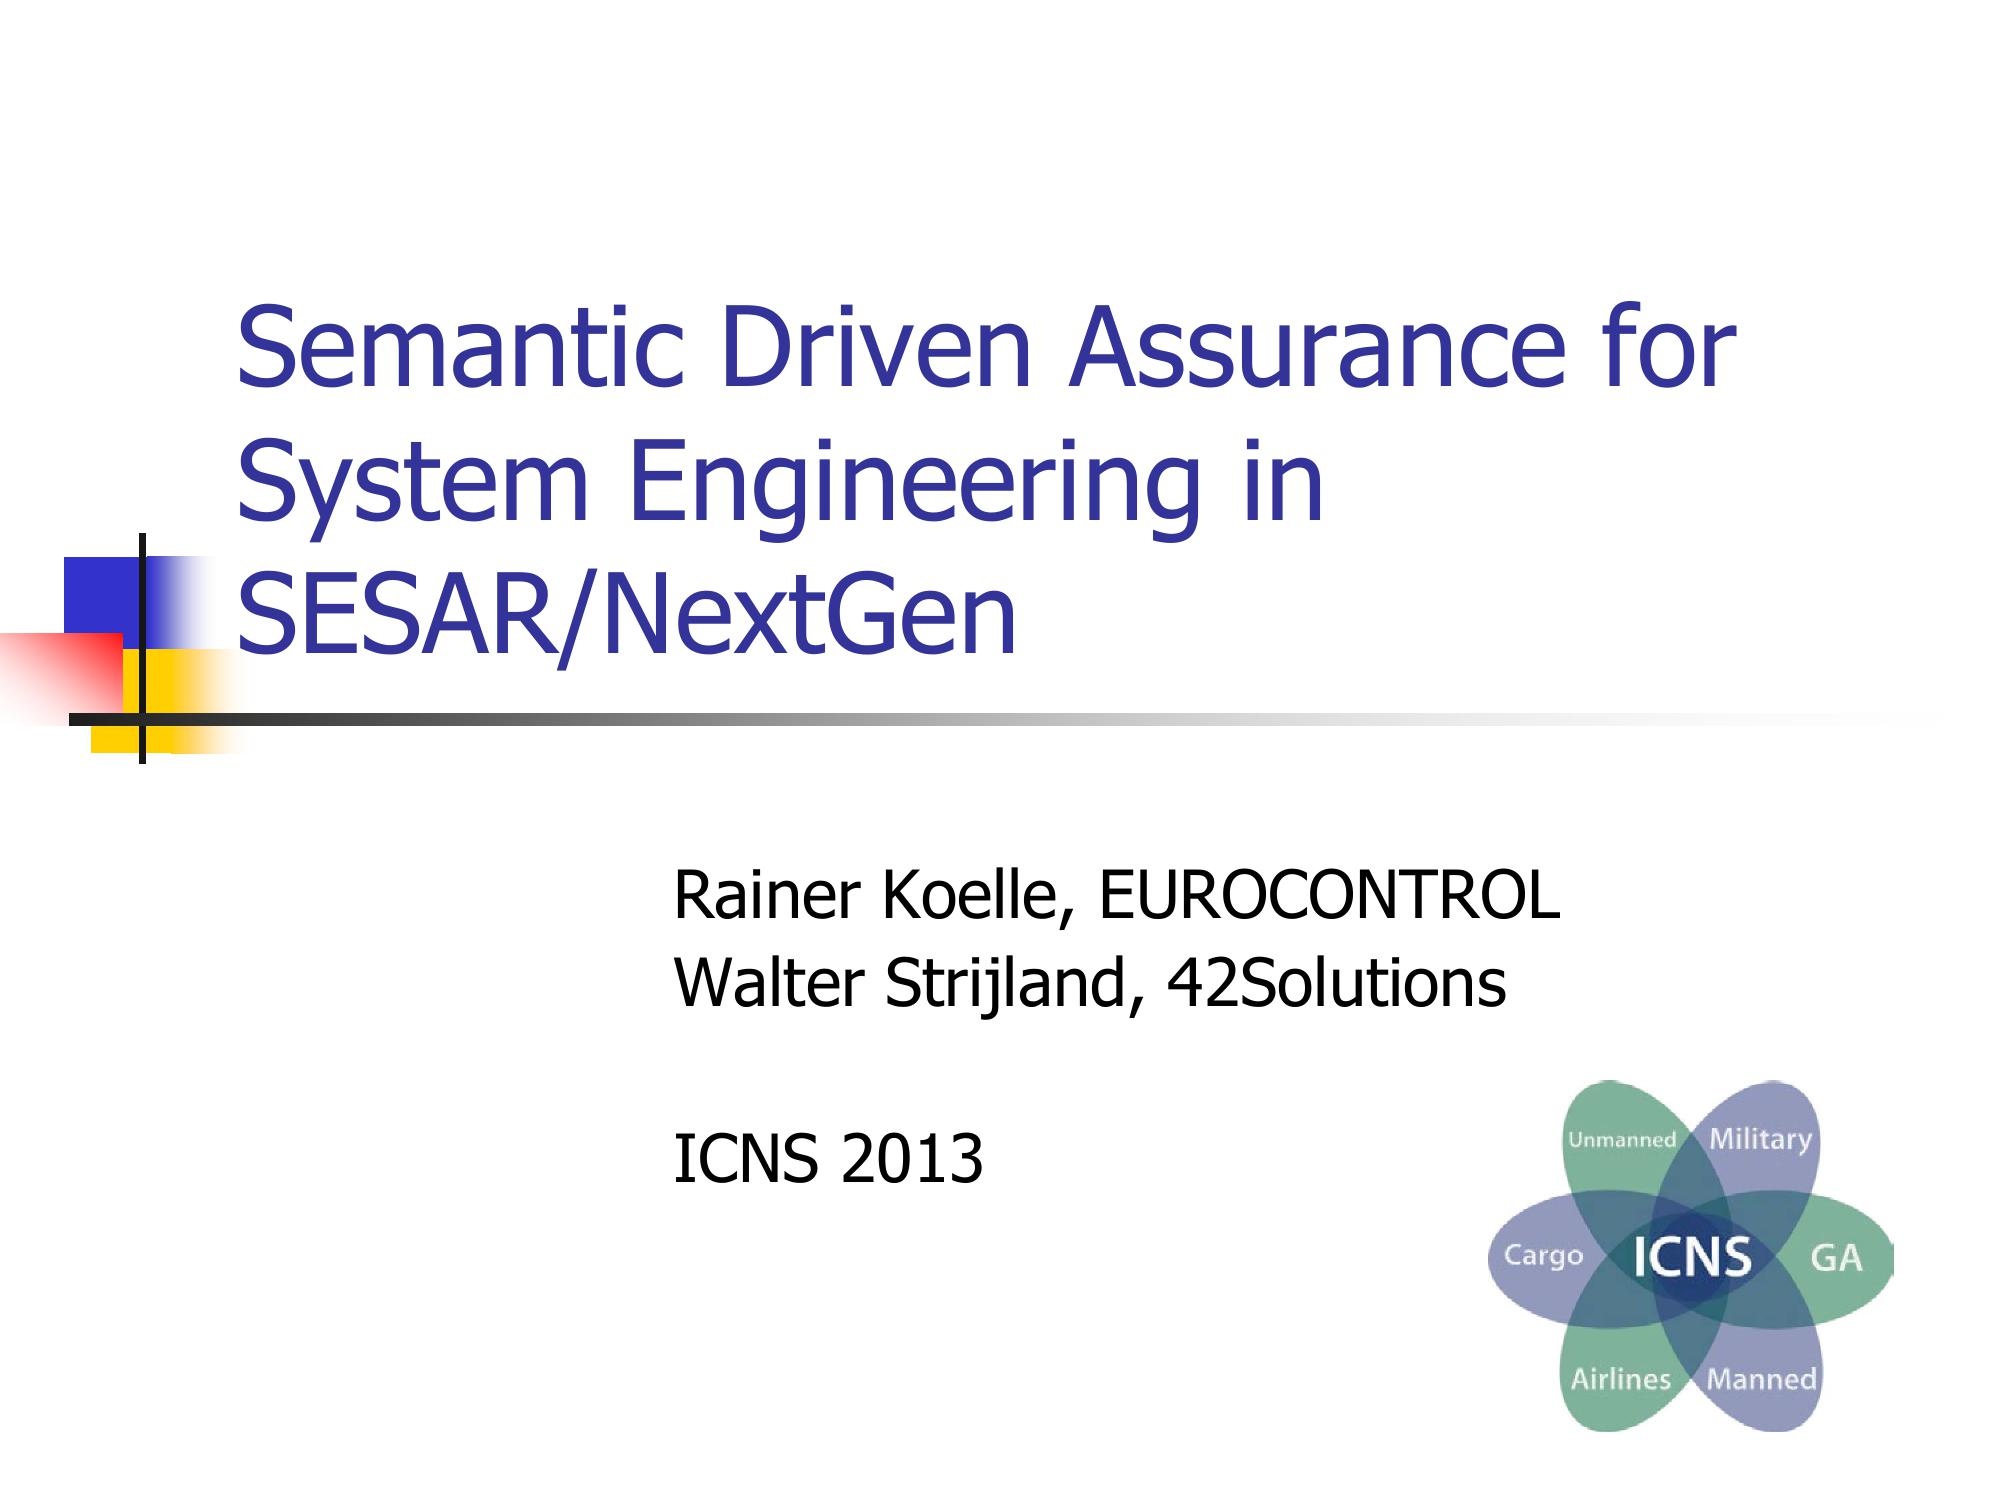 Semantic Driven Assurance for
System Engineering in
SESAR/NextGen
Rainer Koelle, EUROCONTROL
Walter Strijland, 42Solutions
ICNS 2013
Unmanned Military
Cargo ICNS GA
Airlines Manned